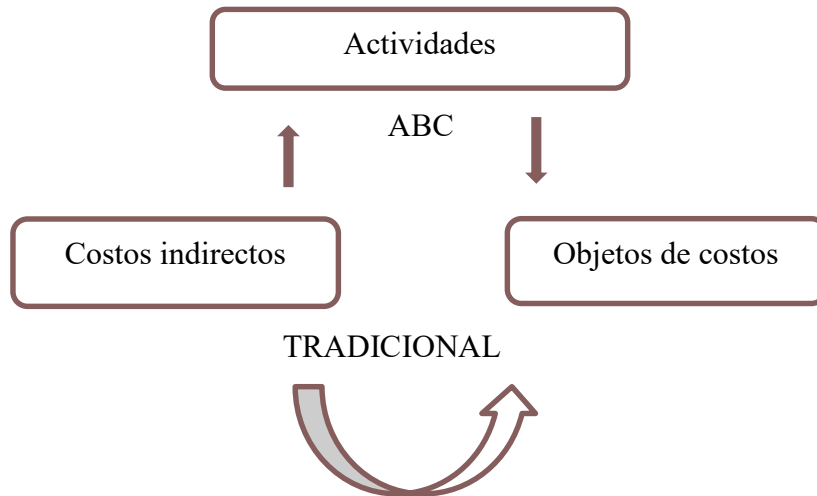 Actividades
ABC
Costos indirectos
Objetos de costos
TRADICIONAL